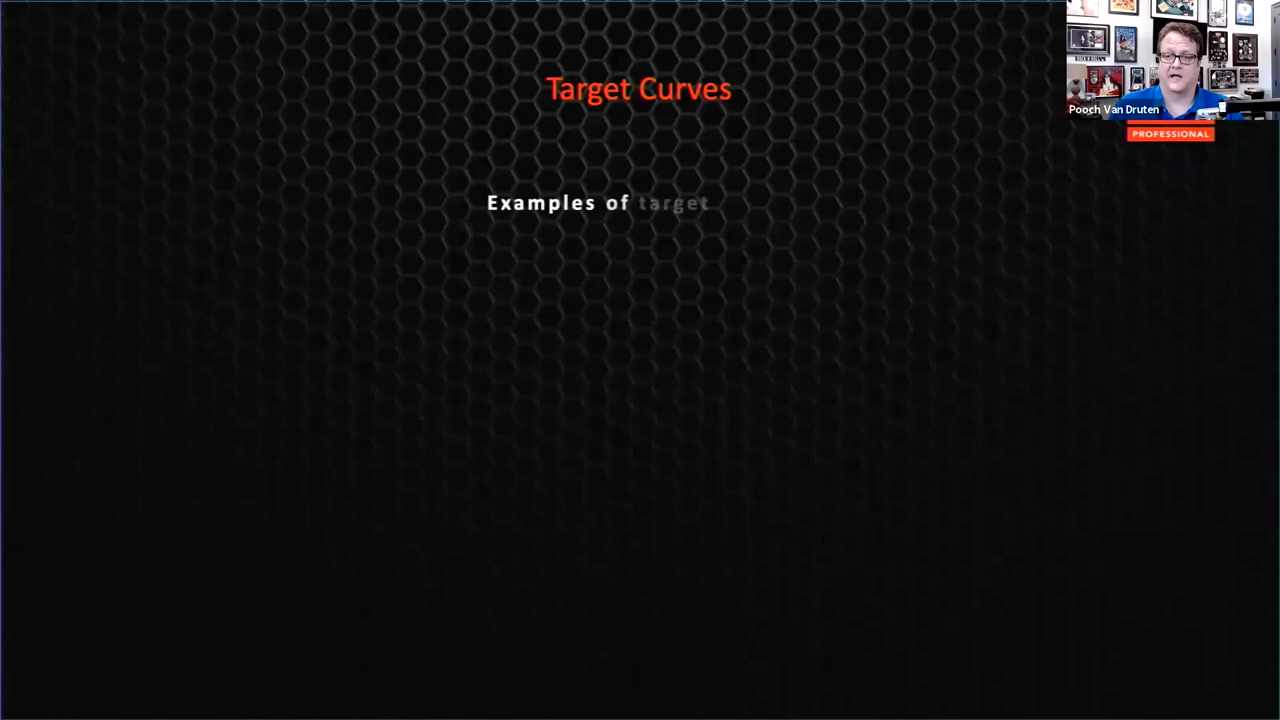 Target Curves
Pooch Van Druten
PROFESSIONAL
Examples of target